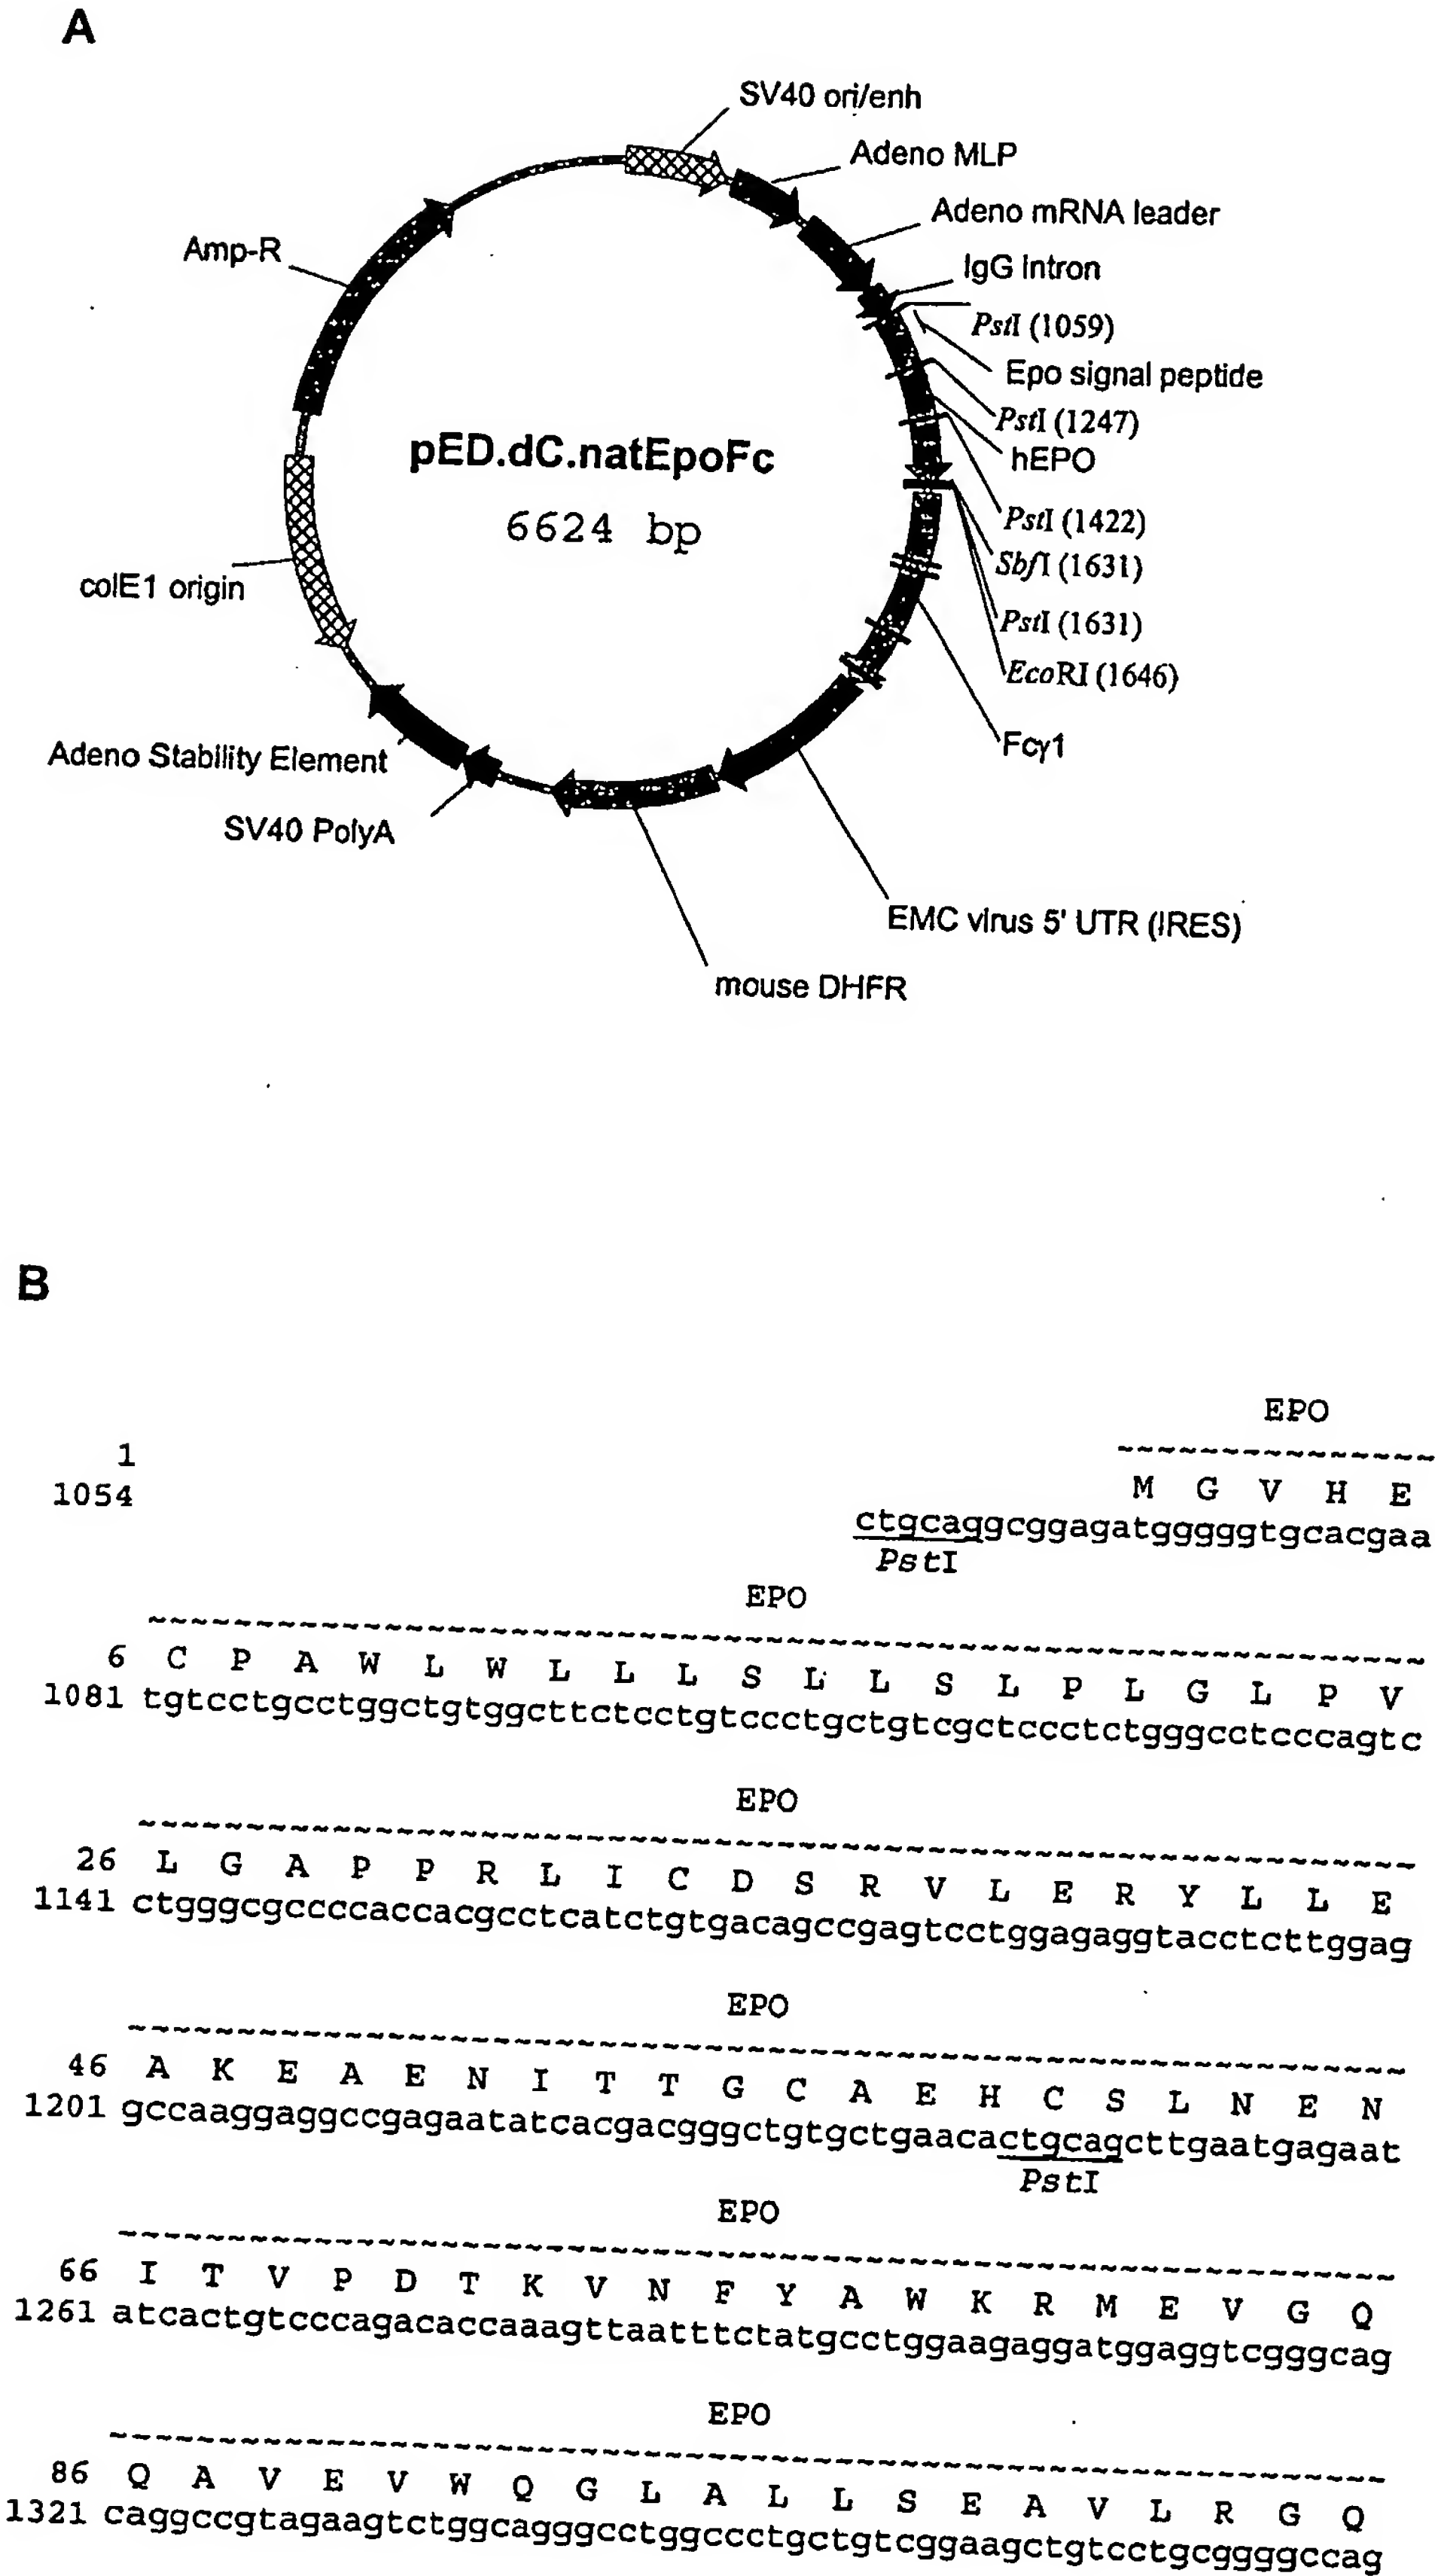 A
SV40 ori/enh
Adeno MLP
Adeno mRNA leader
IgG Intron
PstI (1059)
Epo signal peptide
PstI (1247)
hEPO
PstI (1422)
SbfI (1631)
PstI (1631)
EcoRI (1646)
Fcγ1
EMC virus 5' UTR (IRES)
mouse DHFR
SV40 PolyA
Adeno Stability Element
colE1 origin
Amp-R
pED.dC.natEpoFc
6624 bp
B
EPO
1 M G V H E
1054 ctgcaggcggagatgggggtgcacgaa
PstI
EPO
6 C P A W L W L L L S L L S L P L G L P V
1081 tgtcctgcctggctgtggcttctcctgtccctgctgtcgctccctctgggcctcccagtc
EPO
26 L G A P P R L I C D S R V L E R Y L L E
1141 ctgggcgccccaccacgcctcatctgtgacagccgagtcctggagaggtacctcttggag
EPO
46 A K E A E N I T T G C A E H C S L N E N
1201 gccaaggaggccgagaatatcacgacgggctgtgctgaacactgcagcttgaatgagaat
PstI
EPO
66 I T V P D T K V N F Y A W K R M E V G Q
1261 atcactgtcccagacaccaaagttaatttctatgcctggaagaggatggaggtcgggcag
EPO
86 Q A V E V W Q G L A L L S E A V L R G Q
1321 caggccgtagaagtctggcagggcctggccctgctgtcggaagctgtcctgcggggccag